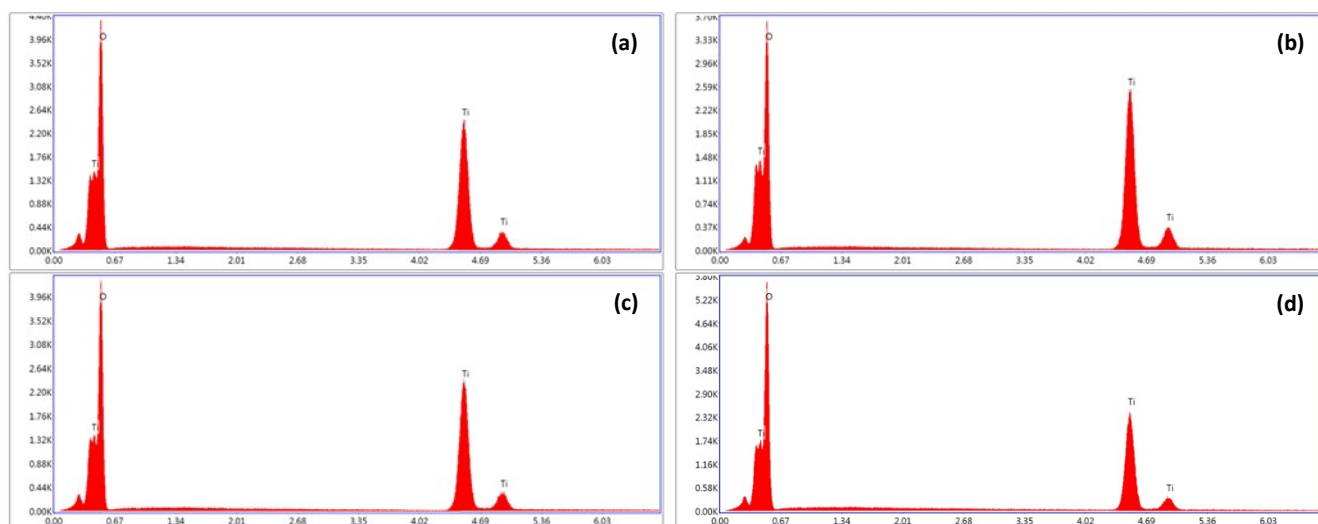 4.40K
3.96K
3.52K
3.08K
2.64K
2.20K
1.76K
1.32K
0.88K
0.44K
0.00K
O
Ti
Ti
Ti
(a)
0.00 0.67 1.34 2.01 2.68 3.35 4.02 4.69 5.36 6.03
3.70K
3.33K
2.96K
2.59K
2.22K
1.85K
1.48K
1.11K
0.74K
0.37K
0.00K
O
Ti
Ti
Ti
(b)
0.00 0.67 1.34 2.01 2.68 3.35 4.02 4.69 5.36 6.03
3.96K
3.52K
3.08K
2.64K
2.20K
1.76K
1.32K
0.88K
0.44K
0.00K
O
Ti
Ti
Ti
(c)
0.00 0.67 1.34 2.01 2.68 3.35 4.02 4.69 5.36 6.03
5.80K
5.22K
4.64K
4.06K
3.48K
2.90K
2.32K
1.74K
1.16K
0.58K
0.00K
O
Ti
Ti
Ti
(d)
0.00 0.67 1.34 2.01 2.68 3.35 4.02 4.69 5.36 6.03